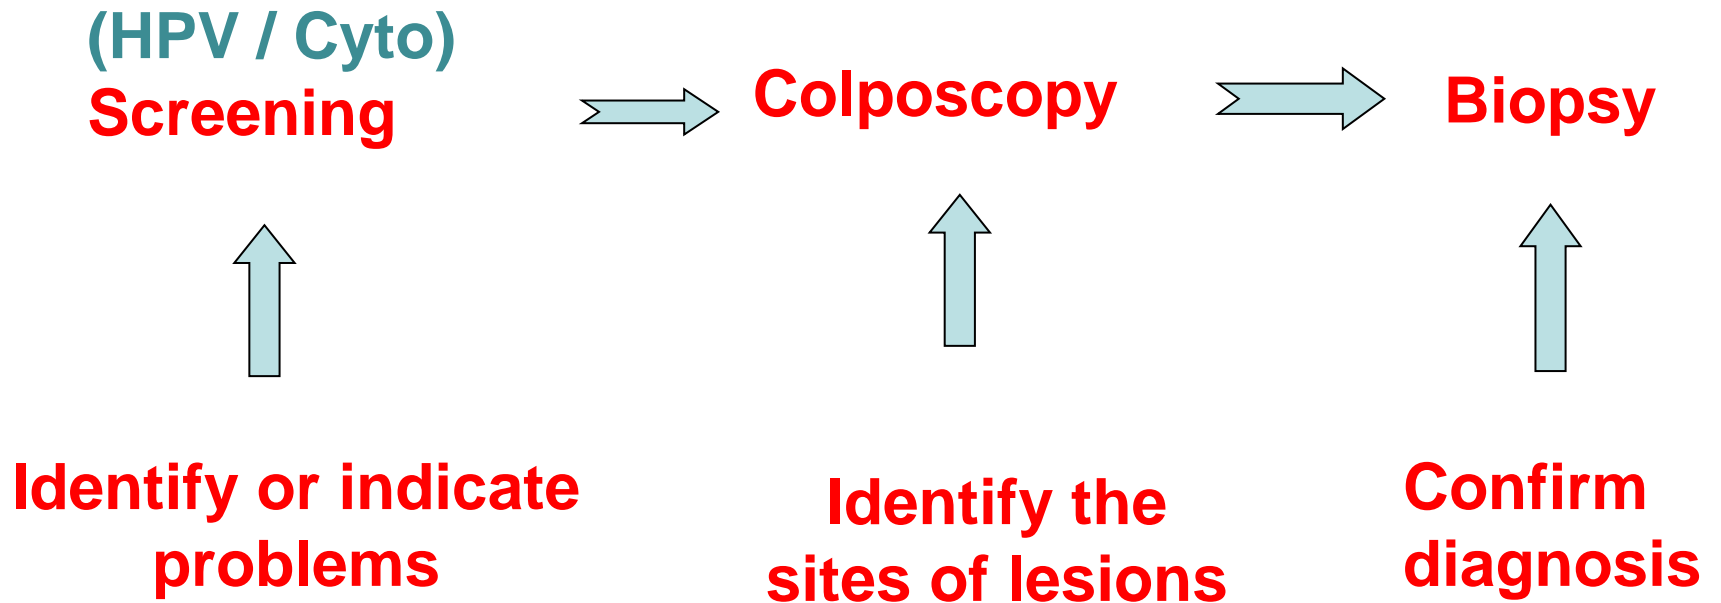 (HPV / Cyto)
Screening
Colposcopy
Biopsy
Identify or indicate
problems
Identify the
sites of lesions
Confirm
diagnosis